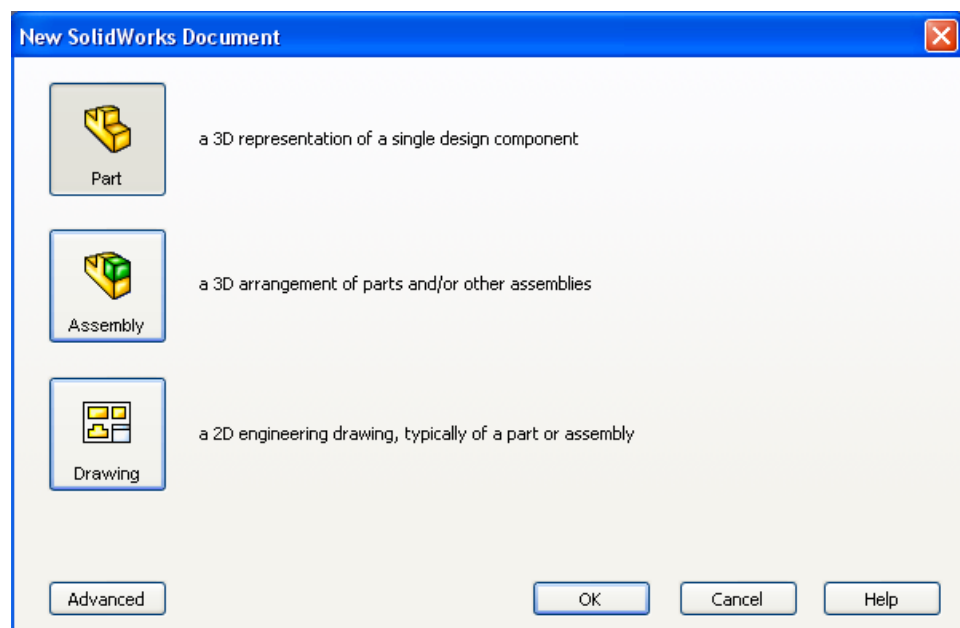 New SolidWorks Document
Part
a 3D representation of a single design component
Assembly
a 3D arrangement of parts and/or other assemblies
Drawing
a 2D engineering drawing, typically of a part or assembly
Advanced
OK
Cancel
Help